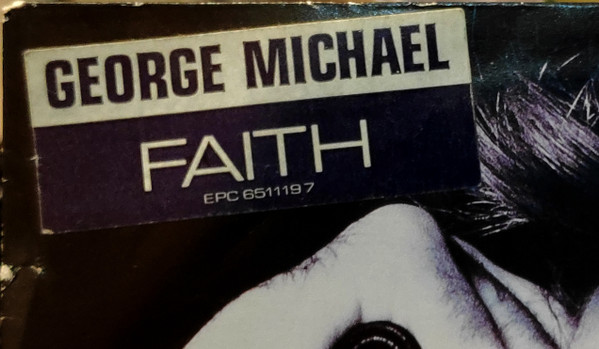 GEORGE MICHAEL
FAITH
EPC 6511197